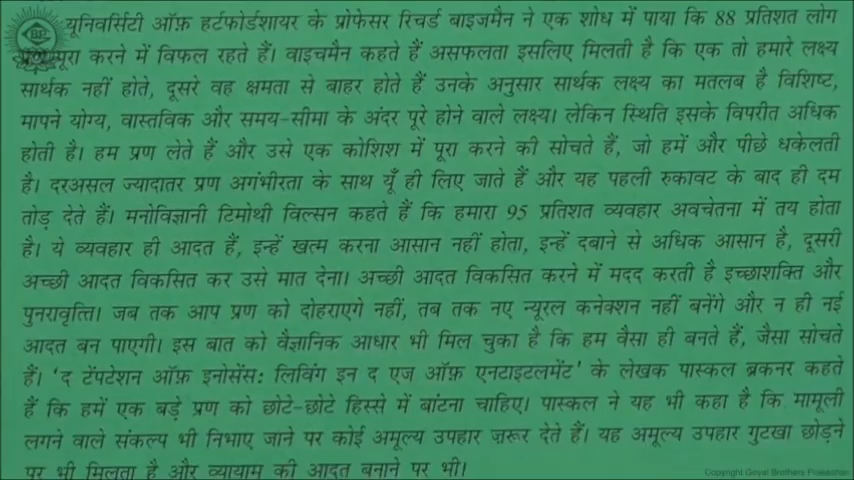 यूनिवर्सिटी ऑफ़ हर्टफोर्डशायर के प्रोफेसर रिचर्ड बाइजमैन ने एक शोध में पाया कि 88 प्रतिशत लोग
प्रण पूरा करने में विफल रहते हैं। वाइचमैन कहते हैं असफलता इसलिए मिलती है कि एक तो हमारे लक्ष्य
सार्थक नहीं होते, दूसरे वह क्षमता से बाहर होते हैं उनके अनुसार सार्थक लक्ष्य का मतलब है विशिष्ट,
मापने योग्य, वास्तविक और समय-सीमा के अंदर पूरे होने वाले लक्ष्य। लेकिन स्थिति इसके विपरीत अधिक
होती है। हम प्रण लेते हैं और उसे एक कोशिश में पूरा करने की सोचते हैं, जो हमें और पीछे धकेलती
है। दरअसल ज्यादातर प्रण अगंभीरता के साथ यूँ ही लिए जाते हैं और यह पहली रुकावट के बाद ही दम
तोड़ देते हैं। मनोविज्ञानी टिमोथी विल्सन कहते हैं कि हमारा 95 प्रतिशत व्यवहार अवचेतना में तय होता
है। ये व्यवहार ही आदत हैं, इन्हें खत्म करना आसान नहीं होता, इन्हें दबाने से अधिक आसान है, दूसरी
अच्छी आदत विकसित कर उसे मात देना। अच्छी आदत विकसित करने में मदद करती है इच्छाशक्ति और
पुनरावृत्ति। जब तक आप प्रण को दोहराएगे नहीं, तब तक नए न्यूरल कनेक्शन नहीं बनेंगे और न ही नई
आदत बन पाएगी। इस बात को वैज्ञानिक आधार भी मिल चुका है कि हम वैसा ही बनते हैं, जैसा सोचते
हैं। ‘द टेंपटेशन ऑफ़ इनोसेंस: लिविंग इन द एज ऑफ़ एनटाइटलमेंट’ के लेखक पास्कल ब्रकनर कहते
हैं कि हमें एक बड़े प्रण को छोटे-छोटे हिस्से में बांटना चाहिए। पास्कल ने यह भी कहा है कि मामूली
लगने वाले संकल्प भी निभाए जाने पर कोई अमूल्य उपहार ज़रूर देते हैं। यह अमूल्य उपहार गुटखा छोड़ने
पर भी मिलता है और व्यायाम की आदत बनाने पर भी।
Copyright Goyal Brothers Prakashan